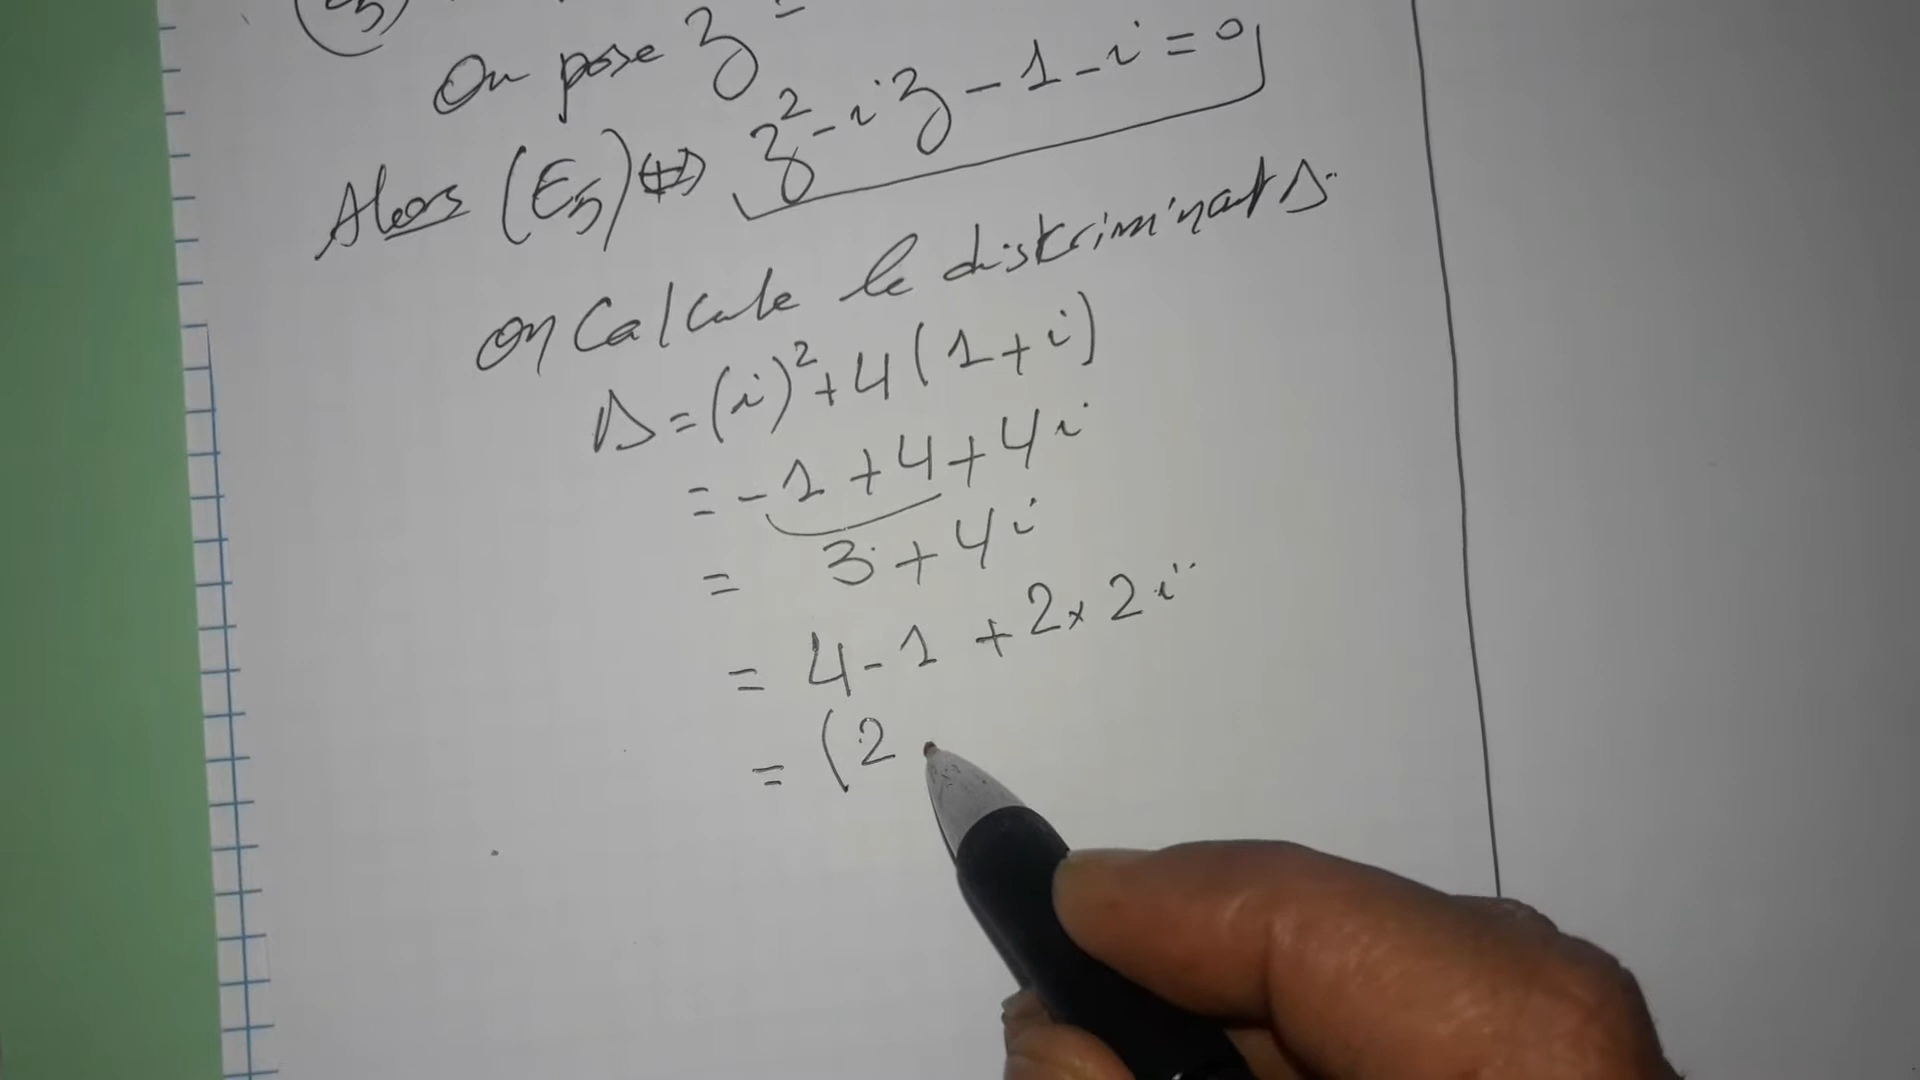 On pose z =
Alors (E5) ⇔ z² - iz - 1 - i = 0
on Calcule le diskriminant Δ.
Δ = (i)² + 4(1 + i)
= -1 + 4 + 4i
= 3 + 4i
= 4 - 1 + 2 × 2i
= (2